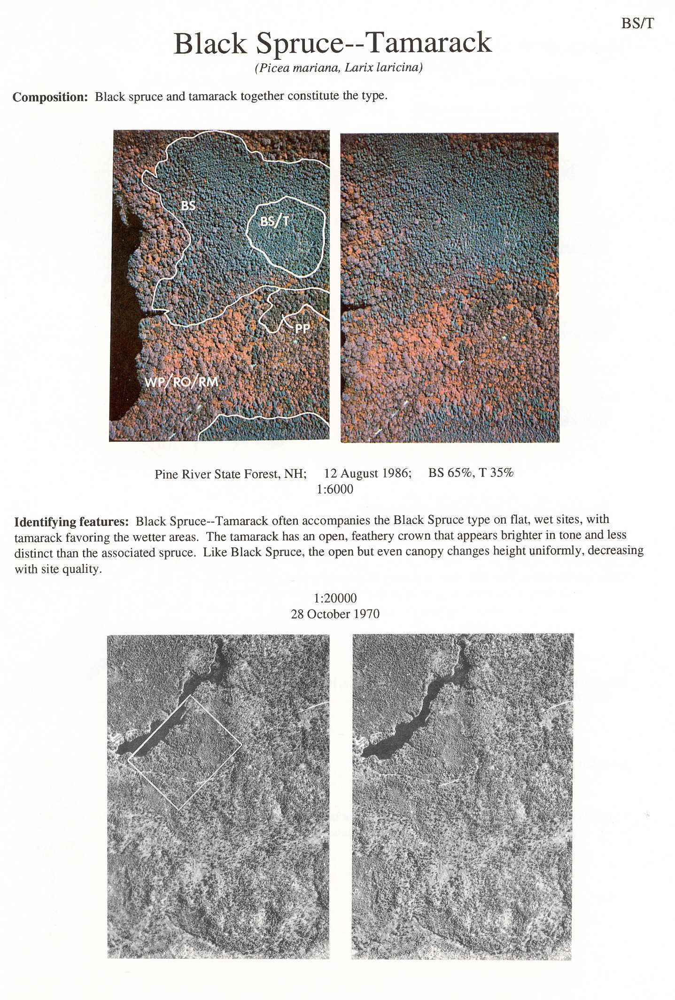 BS/T
Black Spruce--Tamarack
(Picea mariana, Larix laricina)
Composition: Black spruce and tamarack together constitute the type.
BS
BS/T
PP
WP/RO/RM
Pine River State Forest, NH; 12 August 1986; BS 65%, T 35%
1:6000
Identifying features: Black Spruce--Tamarack often accompanies the Black Spruce type on flat, wet sites, with
tamarack favoring the wetter areas. The tamarack has an open, feathery crown that appears brighter in tone and less
distinct than the associated spruce. Like Black Spruce, the open but even canopy changes height uniformly, decreasing
with site quality.
1:20000
28 October 1970